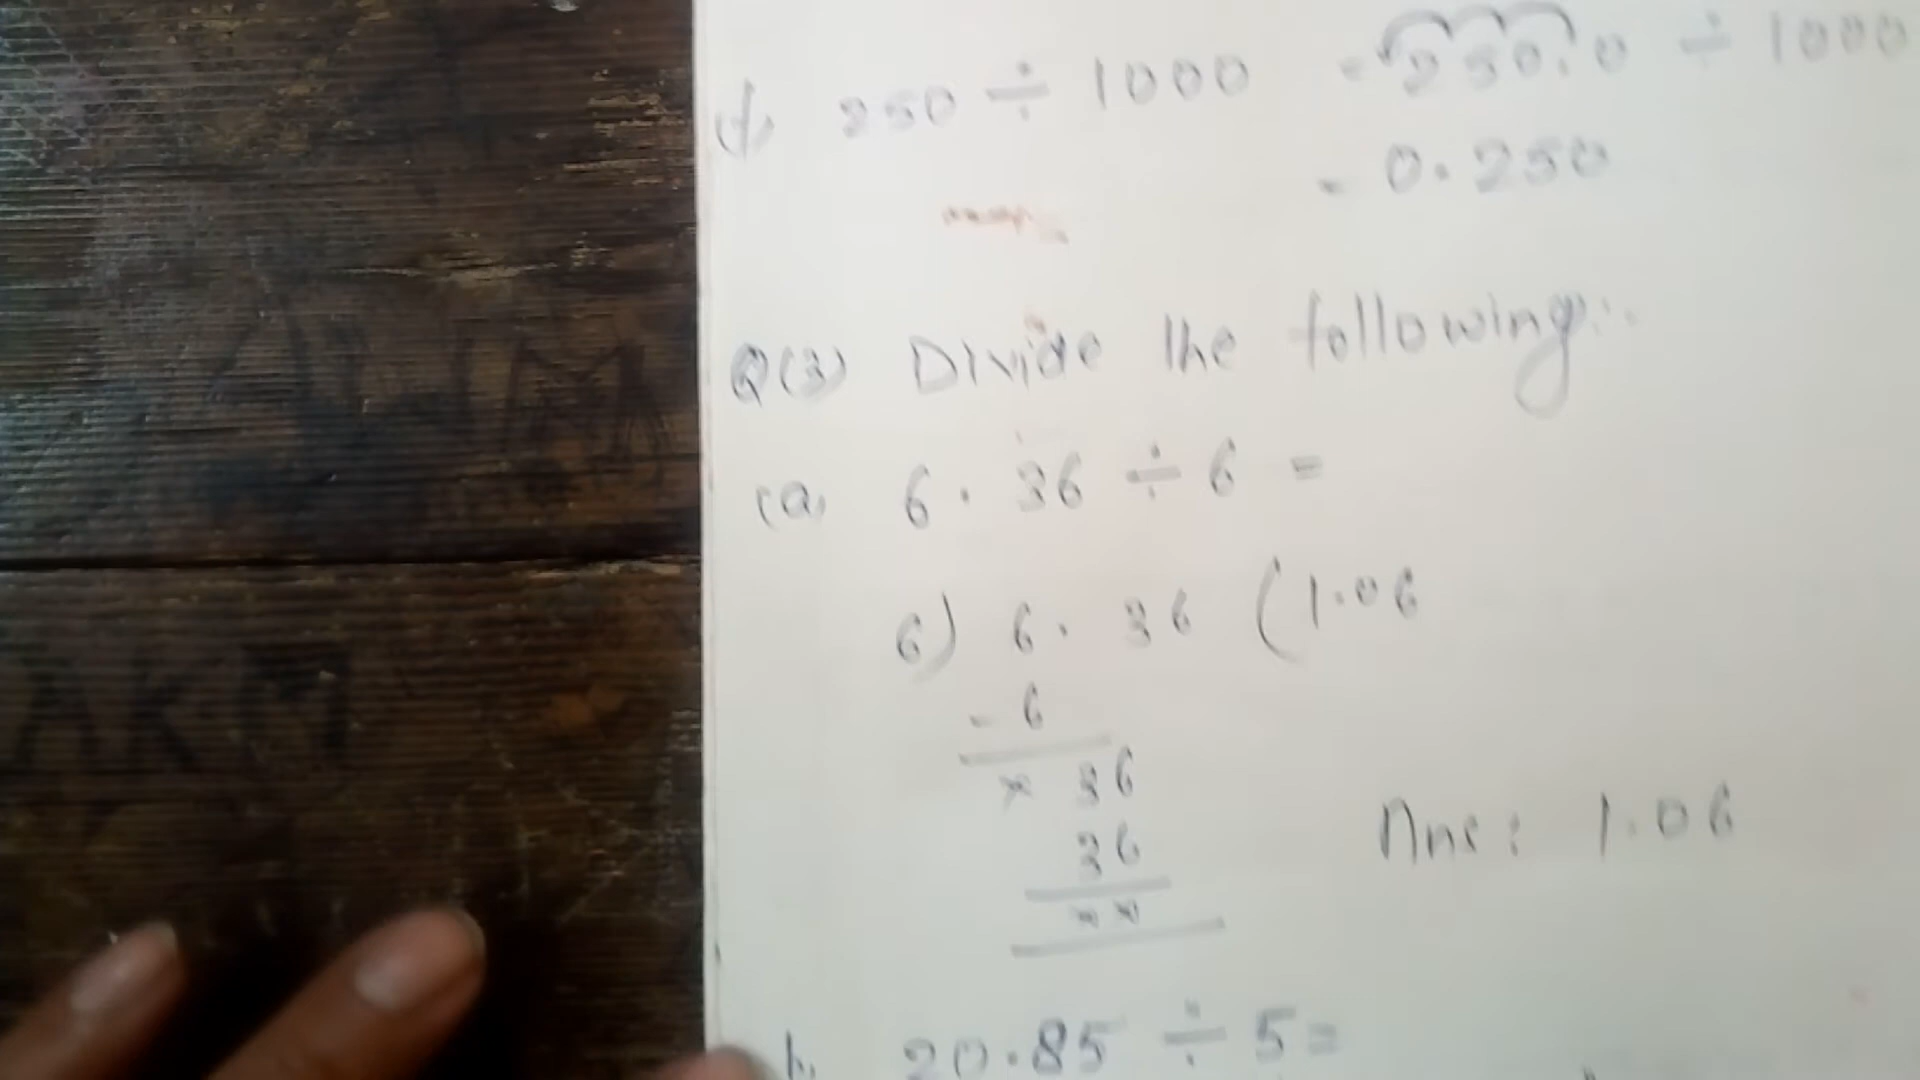 (f) 250 ÷ 1000 = 250.0 ÷ 1000
= 0.250
Q(3) Divide the following:
(a) 6.36 ÷ 6 =
6) 6.36 (1.06
- 6
× 36
36
××
Ans: 1.06
b. 20.85 ÷ 5 =